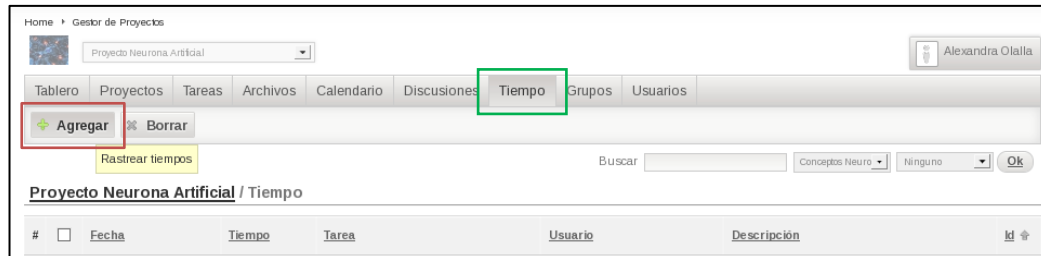 Home › Gestor de Proyectos
Proyecto Neurona Artificial
Alexandra Olalla
Tablero Proyectos Tareas Archivos Calendario Discusiones Tiempo Grupos Usuarios
Agregar Borrar
Rastrear tiempos
Buscar Conceptos Neuro Ninguno Ok
Proyecto Neurona Artificial / Tiempo
# Fecha Tiempo Tarea Usuario Descripción Id